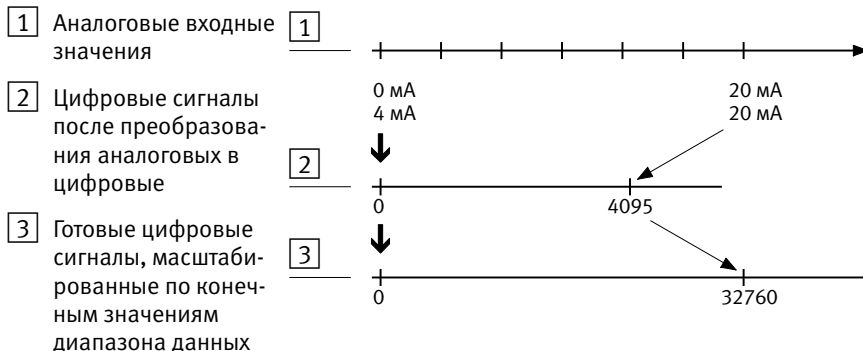 1 Аналоговые входные
значения
2 Цифровые сигналы
после преобразова-
ния аналоговых в
цифровые
3 Готовые цифровые
сигналы, масштаби-
рованные по конеч-
ным значениям
диапазона данных
1
0 мА 20 мА
4 мА 20 мА
2
0 4095
3
0 32760